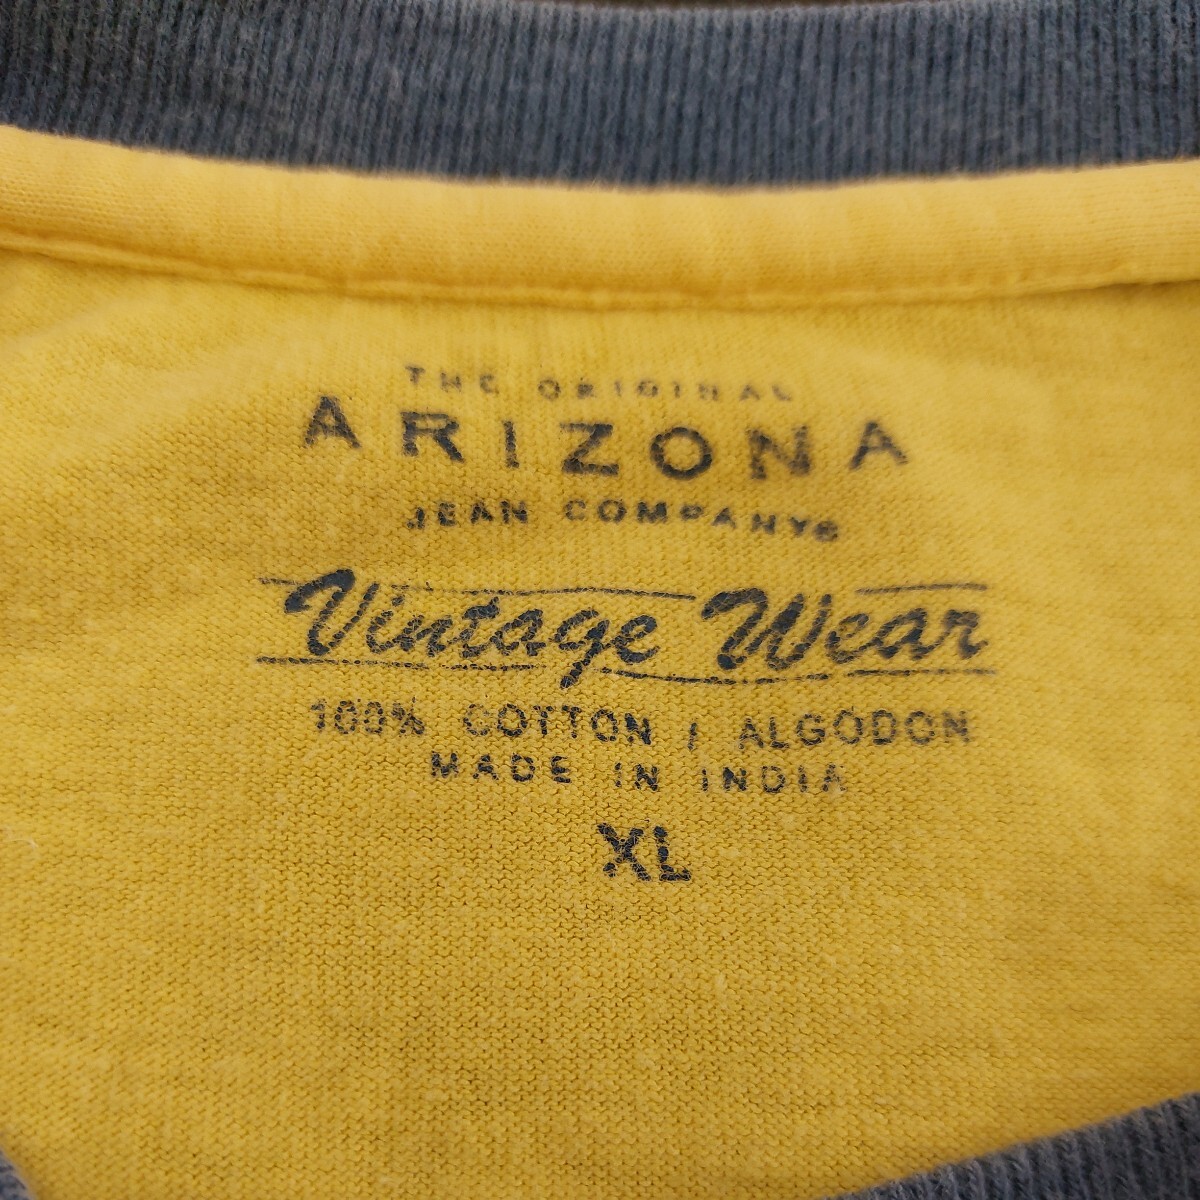 THE ORIGINAL
ARIZONA
JEAN COMPANY®
Vintage Wear
100% COTTON / ALGODON
MADE IN INDIA
XL